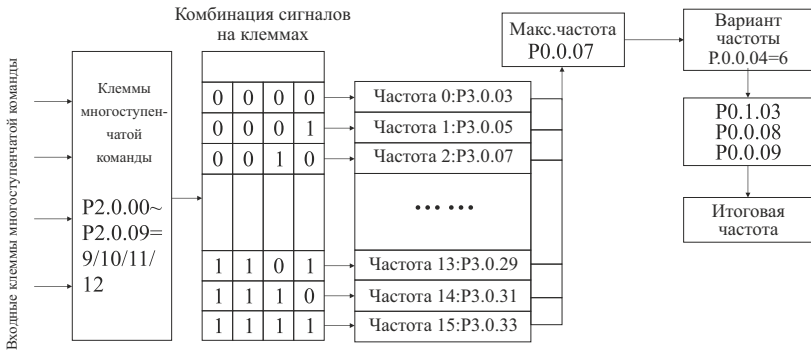 Входные клеммы многоступенчатой команды
Клеммы
многоступен-
чатой
команды
P2.0.00~
P2.0.09=
9/10/11/
12
Комбинация сигналов
на клеммах
0 0 0 0
0 0 0 1
0 0 1 0
1 1 0 1
1 1 1 0
1 1 1 1
Частота 0:P3.0.03
Частота 1:P3.0.05
Частота 2:P3.0.07
... ...
Частота 13:P3.0.29
Частота 14:P3.0.31
Частота 15:P3.0.33
Макс.частота
P0.0.07
Вариант
частоты
P.0.0.04=6
P0.1.03
P0.0.08
P0.0.09
Итоговая
частота